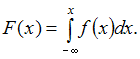 F(x) = ∫_{-∞}^{x} f(x)dx.